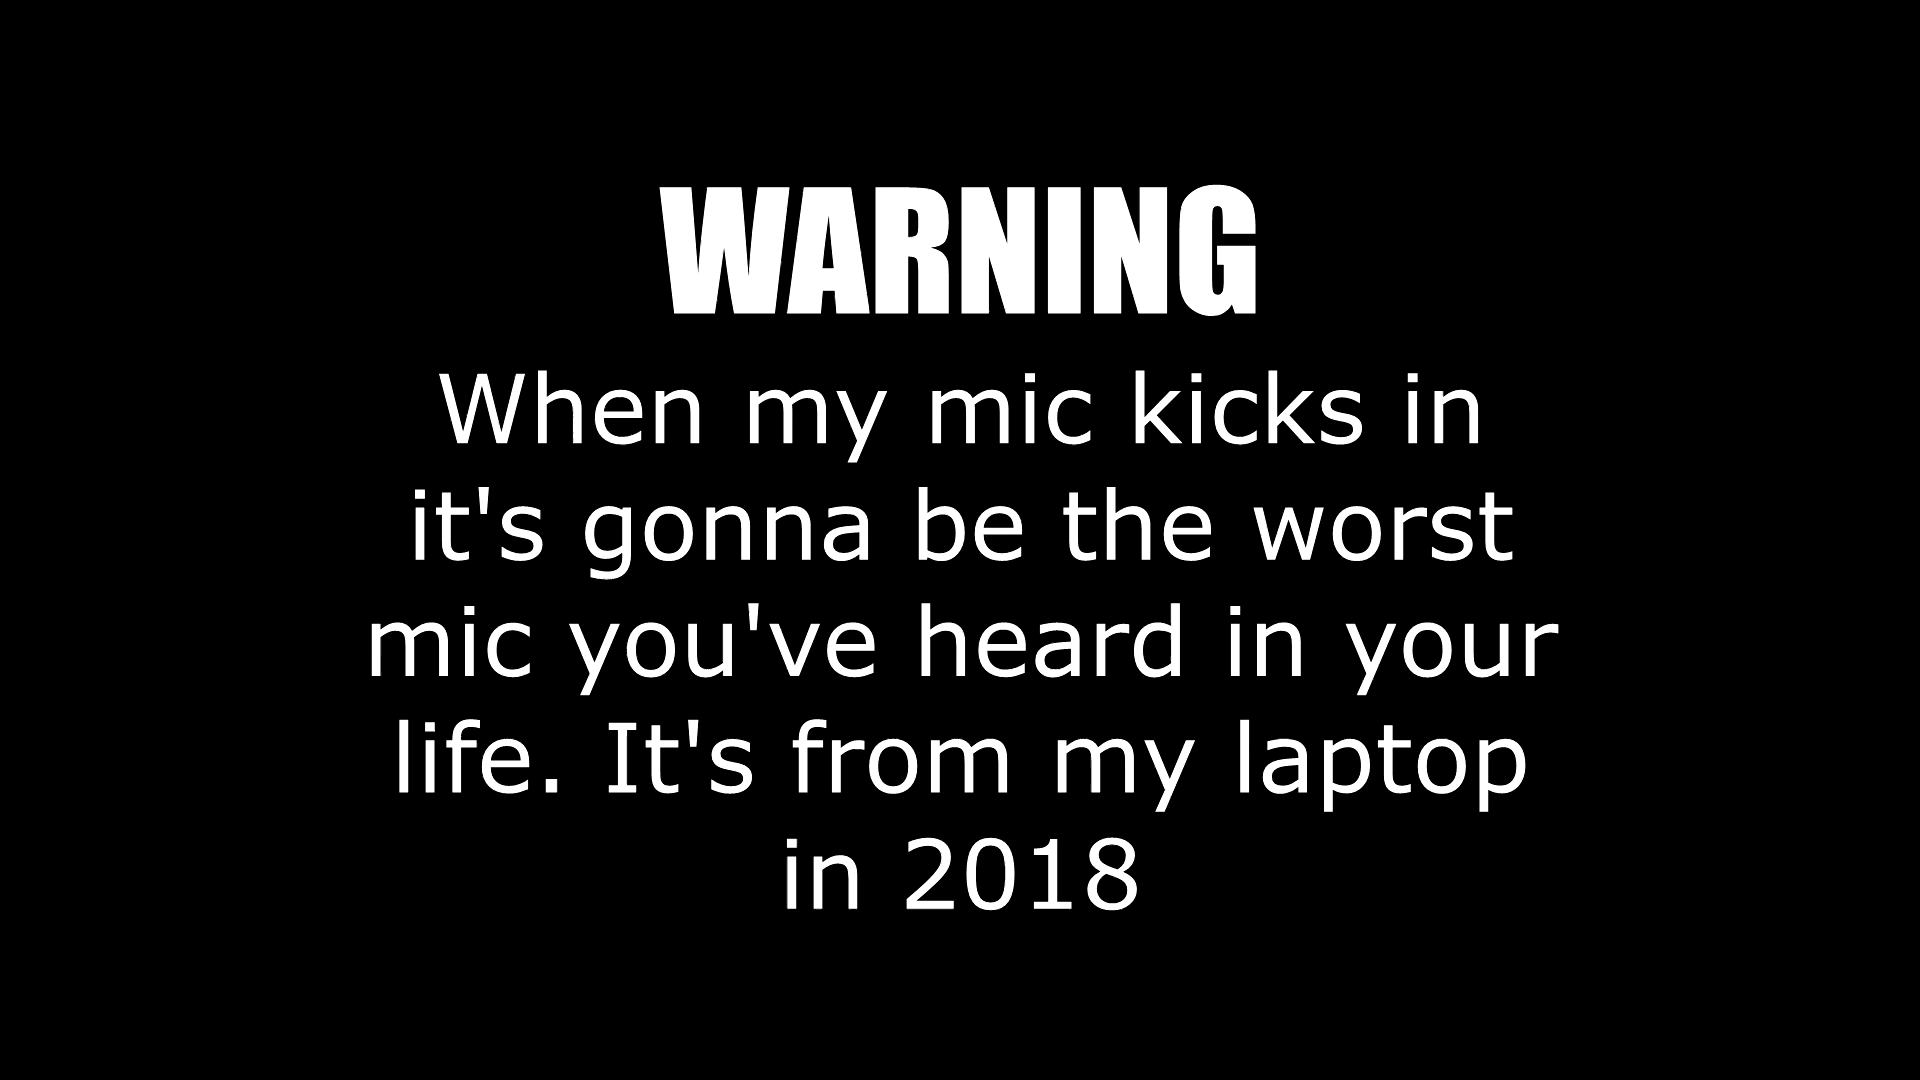 WARNING
When my mic kicks in
it's gonna be the worst
mic you've heard in your
life. It's from my laptop
in 2018